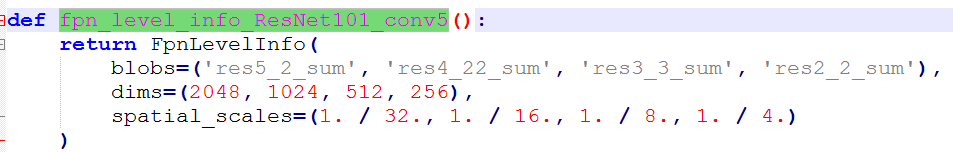 def fpn_level_info_ResNet101_conv5():
    return FpnLevelInfo(
        blobs=('res5_2_sum', 'res4_22_sum', 'res3_3_sum', 'res2_2_sum'),
        dims=(2048, 1024, 512, 256),
        spatial_scales=(1. / 32., 1. / 16., 1. / 8., 1. / 4.)
    )